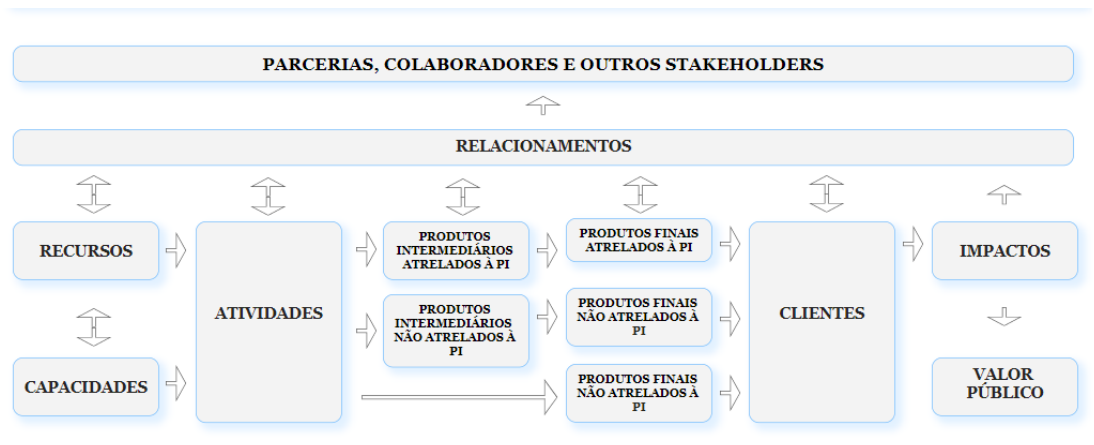 PARCERIAS, COLABORADORES E OUTROS STAKEHOLDERS
RELACIONAMENTOS
RECURSOS
CAPACIDADES
ATIVIDADES
PRODUTOS
INTERMEDIÁRIOS
ATRELADOS À PI
PRODUTOS
INTERMEDIÁRIOS
NÃO ATRELADOS À
PI
PRODUTOS FINAIS
ATRELADOS À PI
PRODUTOS FINAIS
NÃO ATRELADOS À
PI
PRODUTOS FINAIS
NÃO ATRELADOS À
PI
CLIENTES
IMPACTOS
VALOR
PÚBLICO